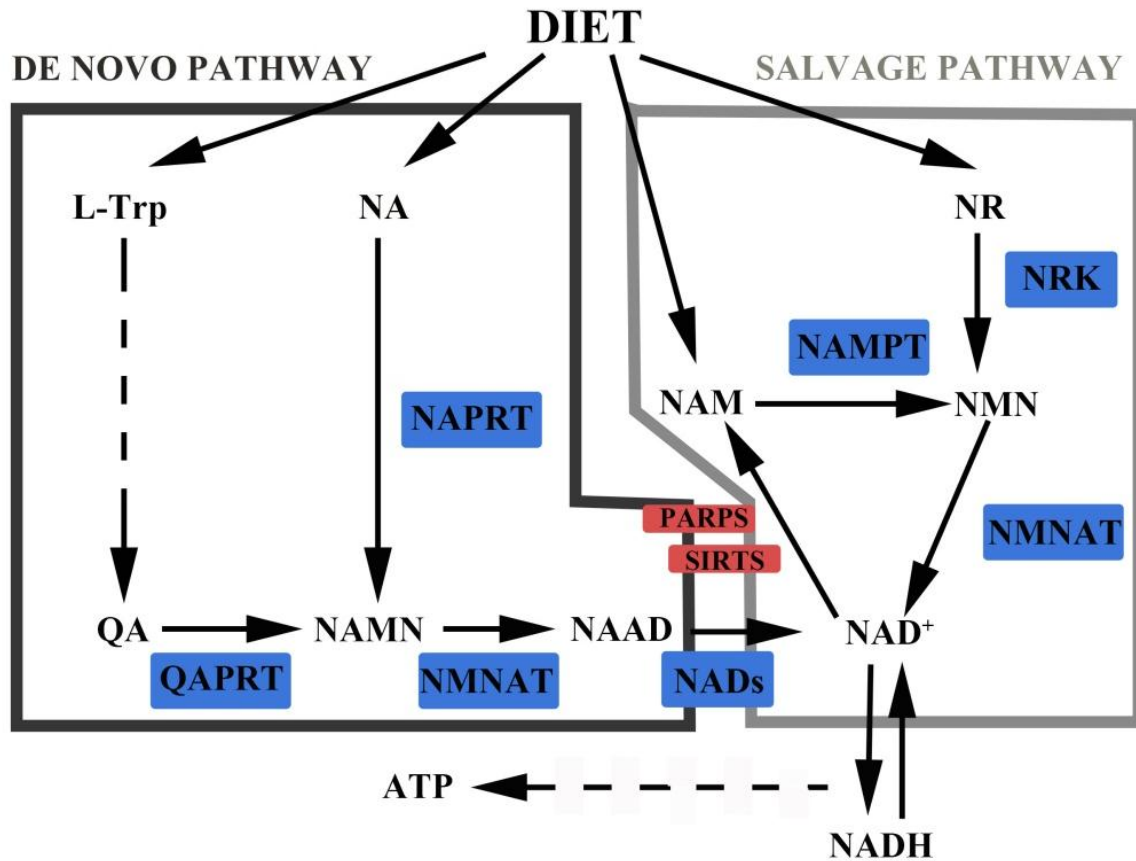 DIET
DE NOVO PATHWAY
SALVAGE PATHWAY
L-Trp
NA
NR
NRK
NAMPT
NAM
NMN
NAPRT
PARPS
SIRTS
NMNAT
QA
NAMN
NAAD
NAD⁺
QAPRT
NMNAT
NADs
ATP
NADH